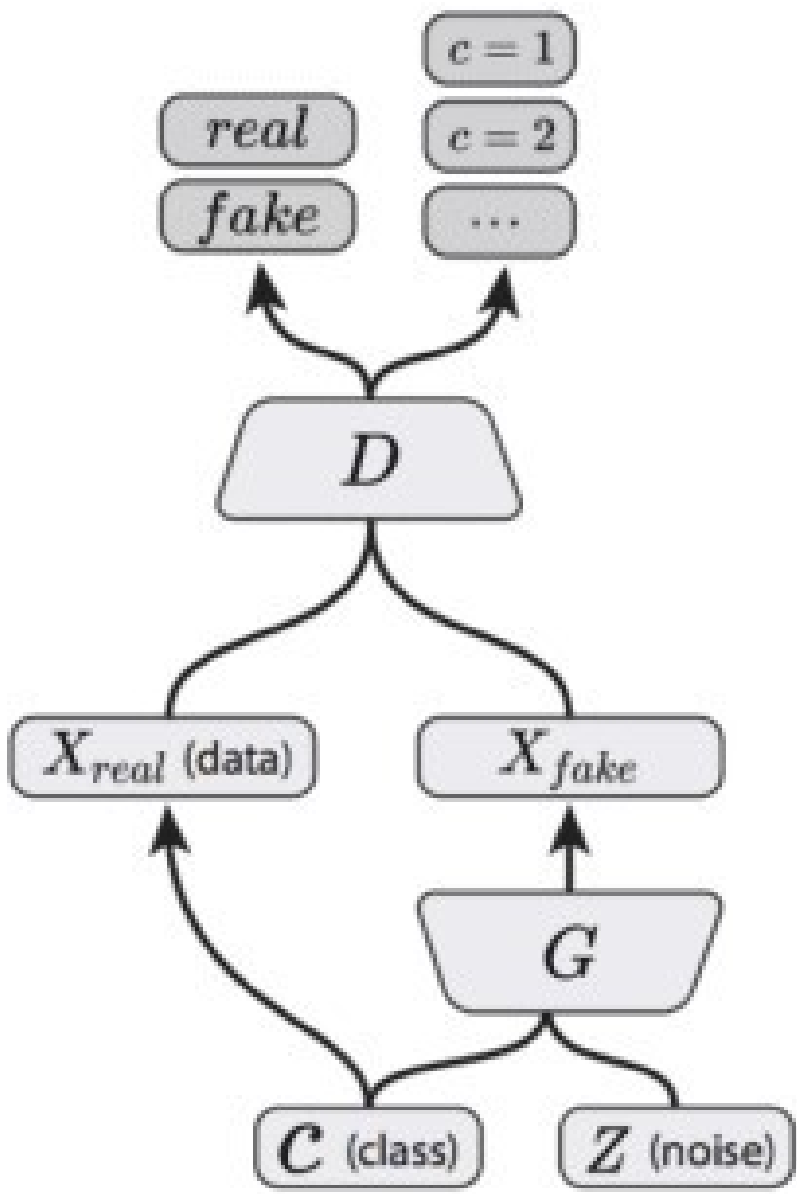 c = 1
real
c = 2
fake
...
D
X_real (data)
X_fake
G
C (class)
Z (noise)